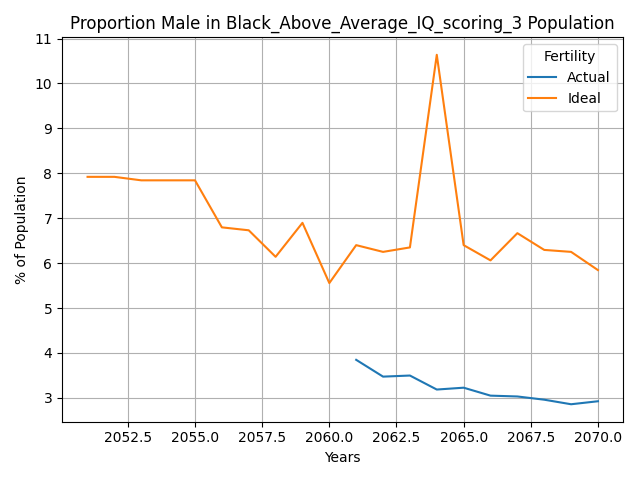 Proportion Male in Black_Above_Average_IQ_scoring_3 Population
11
10
9
8
7
6
5
4
3
% of Population
Fertility
Actual
Ideal
2052.5 2055.0 2057.5 2060.0 2062.5 2065.0 2067.5 2070.0
Years